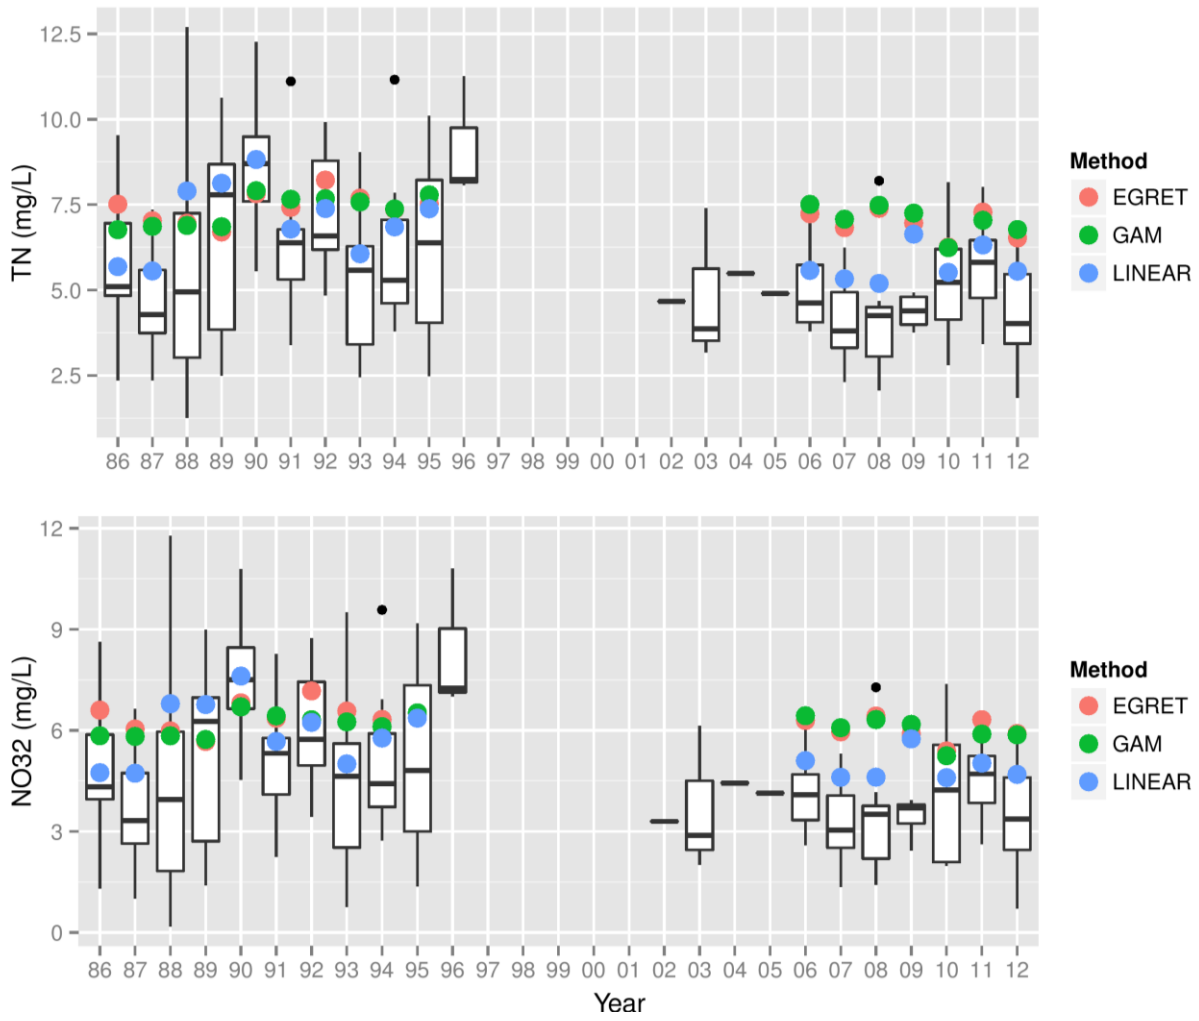 12.5
10.0
7.5
5.0
2.5
TN (mg/L)
86 87 88 89 90 91 92 93 94 95 96 97 98 99 00 01 02 03 04 05 06 07 08 09 10 11 12
Method
EGRET
GAM
LINEAR
12
9
6
3
0
NO32 (mg/L)
86 87 88 89 90 91 92 93 94 95 96 97 98 99 00 01 02 03 04 05 06 07 08 09 10 11 12
Year
Method
EGRET
GAM
LINEAR